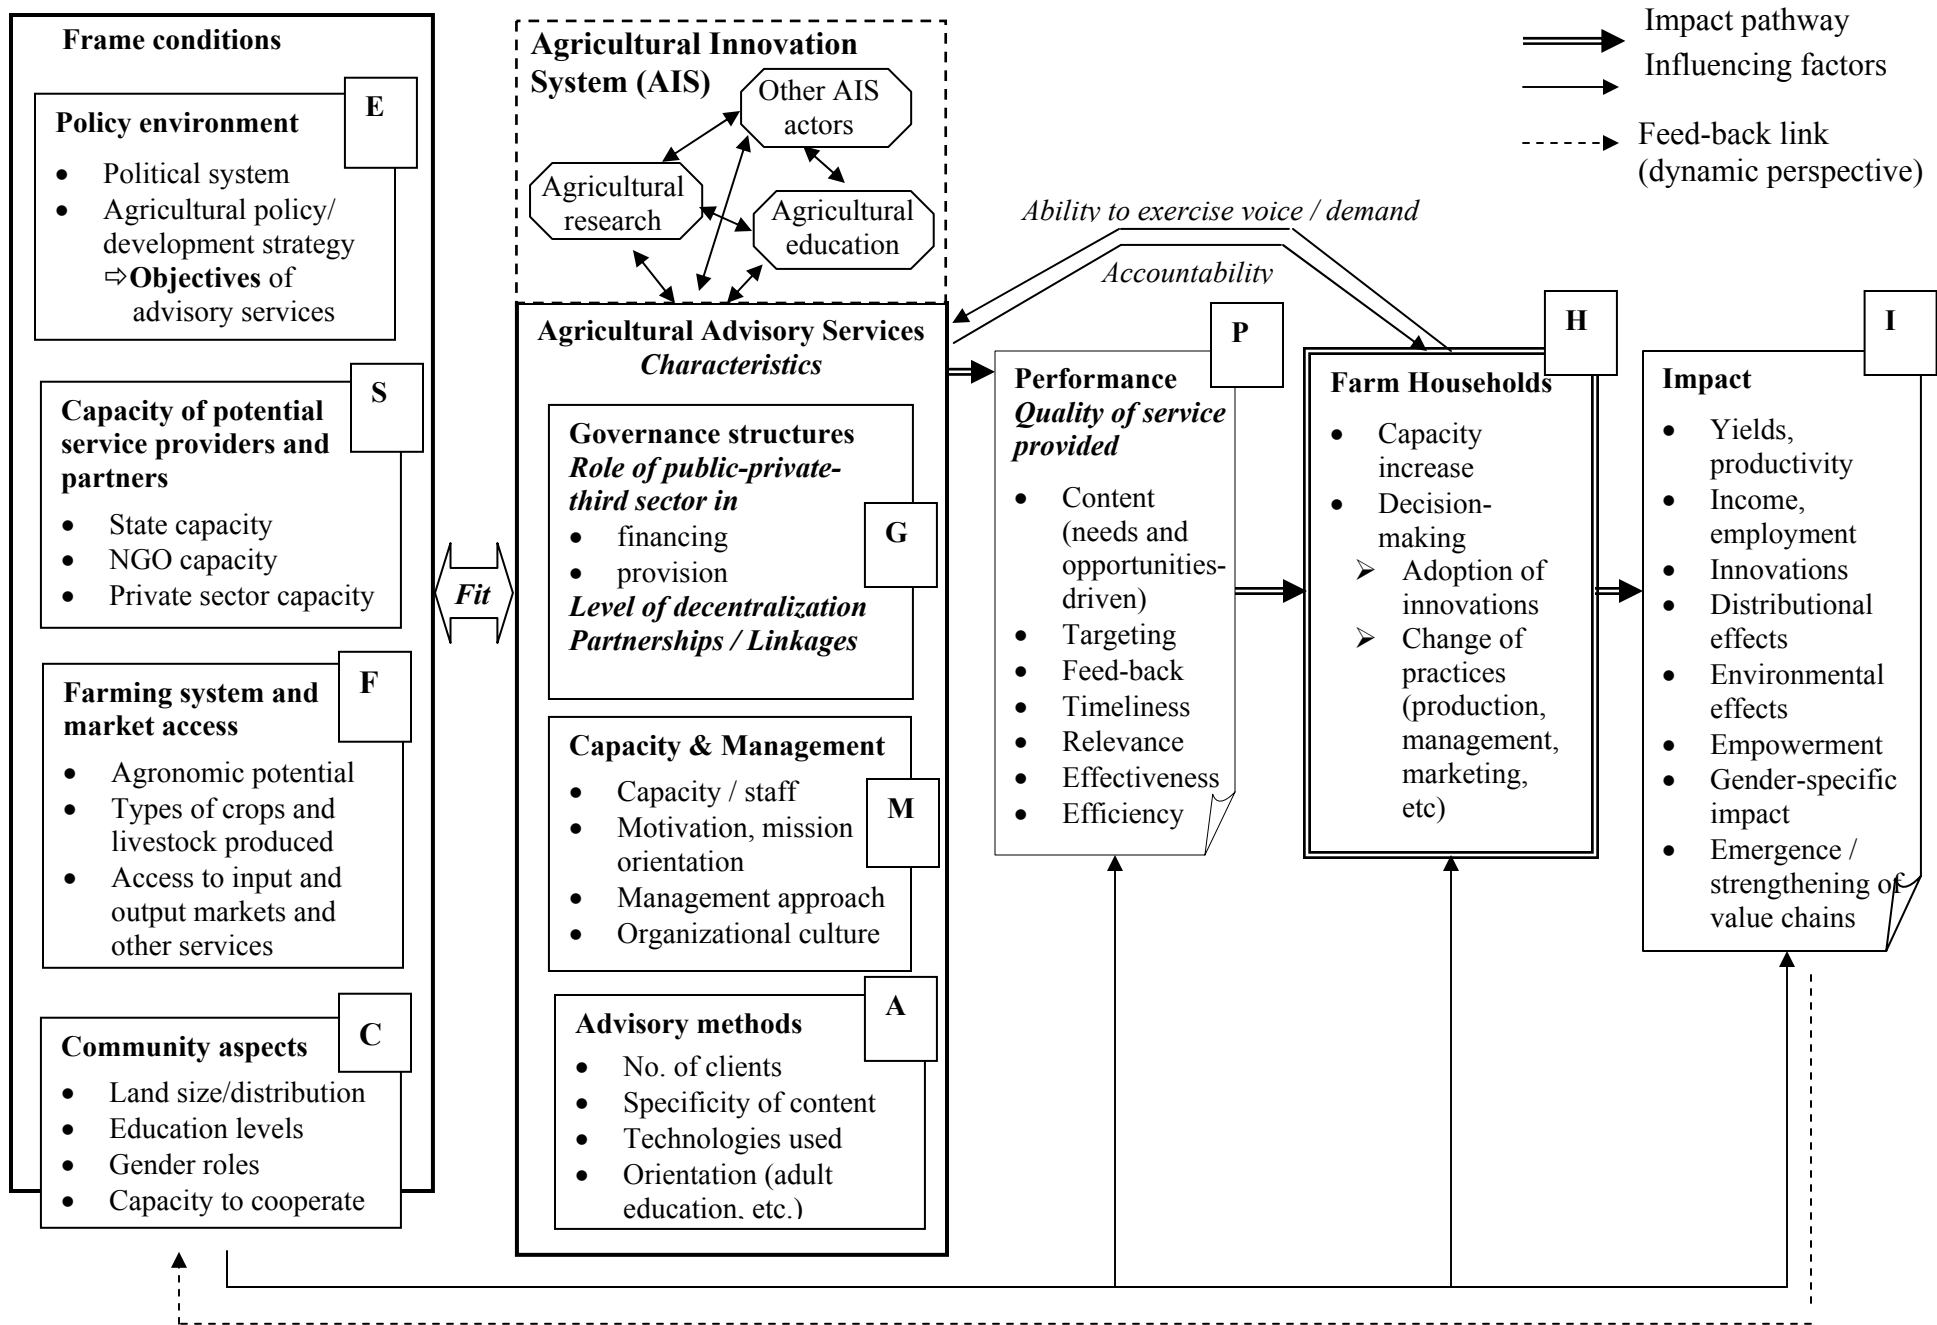 Frame conditions
E
Policy environment
• Political system
• Agricultural policy/
development strategy
⇨Objectives of
advisory services
S
Capacity of potential
service providers and
partners
• State capacity
• NGO capacity
• Private sector capacity
F
Farming system and
market access
• Agronomic potential
• Types of crops and
livestock produced
• Access to input and
output markets and
other services
C
Community aspects
• Land size/distribution
• Education levels
• Gender roles
• Capacity to cooperate
Fit
Agricultural Innovation
System (AIS)
Other AIS
actors
Agricultural
research
Agricultural
education
Agricultural Advisory Services
Characteristics
Governance structures
Role of public-private-
third sector in
• financing
• provision
Level of decentralization
Partnerships / Linkages
G
Capacity & Management
• Capacity / staff
• Motivation, mission
orientation
• Management approach
• Organizational culture
M
A
Advisory methods
• No. of clients
• Specificity of content
• Technologies used
• Orientation (adult
education, etc.)
Impact pathway
Influencing factors
Feed-back link
(dynamic perspective)
Ability to exercise voice / demand
Accountability
P
Performance
Quality of service
provided
• Content
(needs and
opportunities-
driven)
• Targeting
• Feed-back
• Timeliness
• Relevance
• Effectiveness
• Efficiency
H
Farm Households
• Capacity
increase
• Decision-
making
➢ Adoption of
innovations
➢ Change of
practices
(production,
management,
marketing,
etc)
I
Impact
• Yields,
productivity
• Income,
employment
• Innovations
• Distributional
effects
• Environmental
effects
• Empowerment
• Gender-specific
impact
• Emergence /
strengthening of
value chains